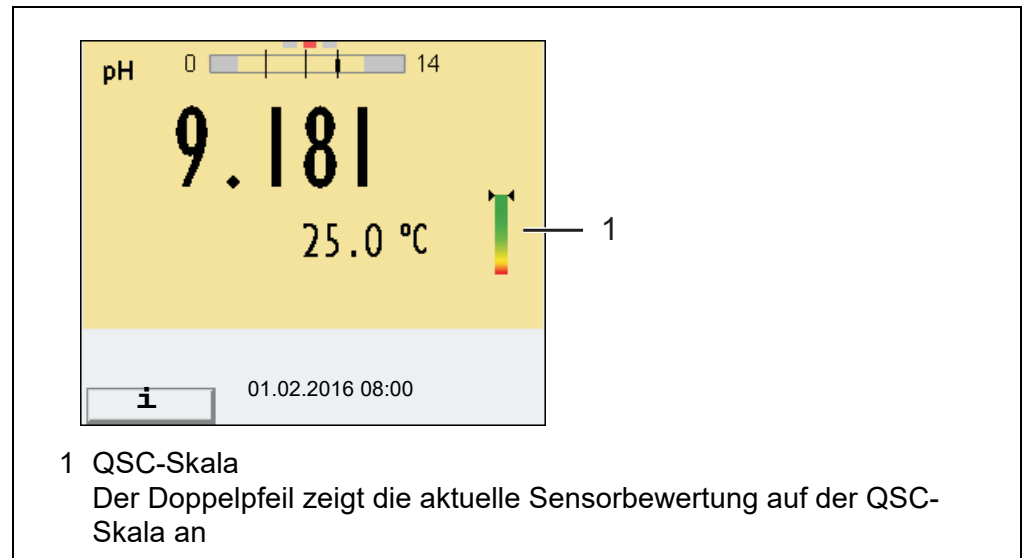 pH 0 14
9.181
25.0 °C
1
i 01.02.2016 08:00
1 QSC-Skala
Der Doppelpfeil zeigt die aktuelle Sensorbewertung auf der QSC-
Skala an